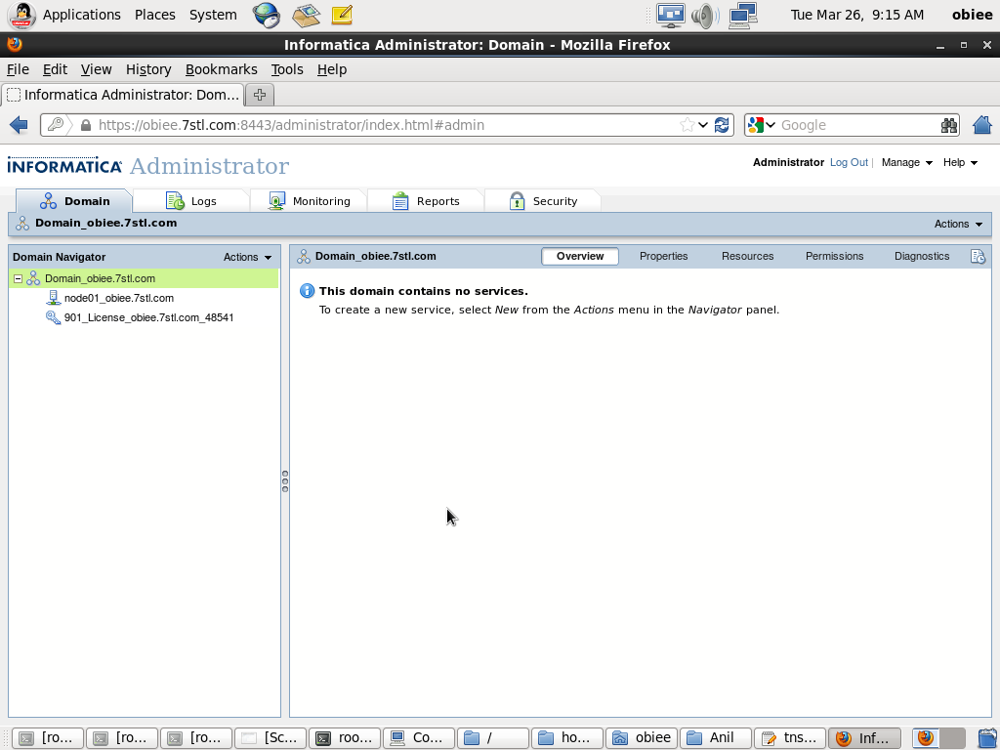 Applications Places System Tue Mar 26, 9:15 AM obiee
Informatica Administrator: Domain - Mozilla Firefox
File Edit View History Bookmarks Tools Help
Informatica Administrator: Dom...
https://obiee.7stl.com:8443/administrator/index.html#admin Google
INFORMATICA Administrator Administrator Log Out | Manage Help
Domain Logs Monitoring Reports Security
Domain_obiee.7stl.com Actions
Domain Navigator Actions Domain_obiee.7stl.com Overview Properties Resources Permissions Diagnostics
Domain_obiee.7stl.com
node01_obiee.7stl.com
901_License_obiee.7stl.com_48541
This domain contains no services.
To create a new service, select New from the Actions menu in the Navigator panel.
[ro... [ro... [ro... [Sc... roo... Co... / ho... obiee Anil tns... Inf...